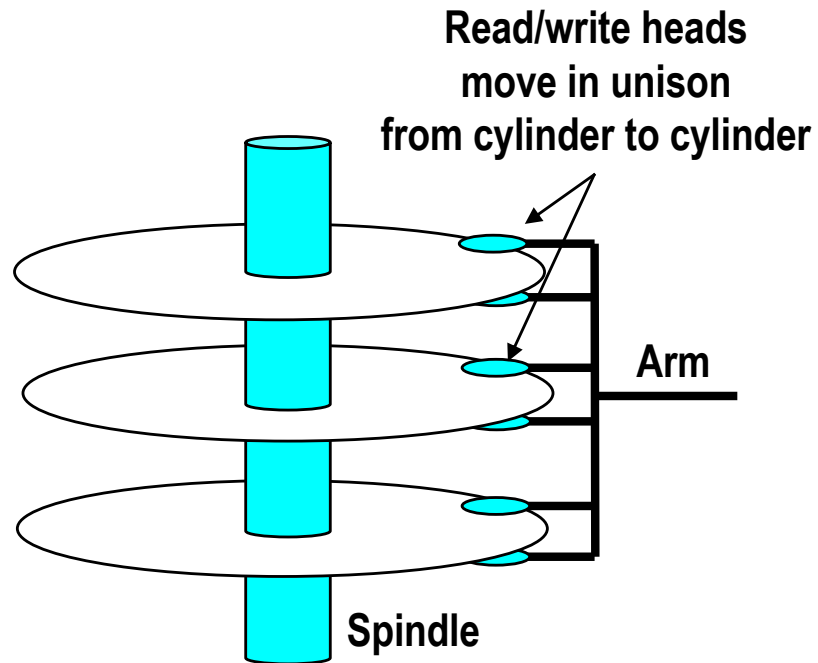 Read/write heads
move in unison
from cylinder to cylinder
Arm
Spindle